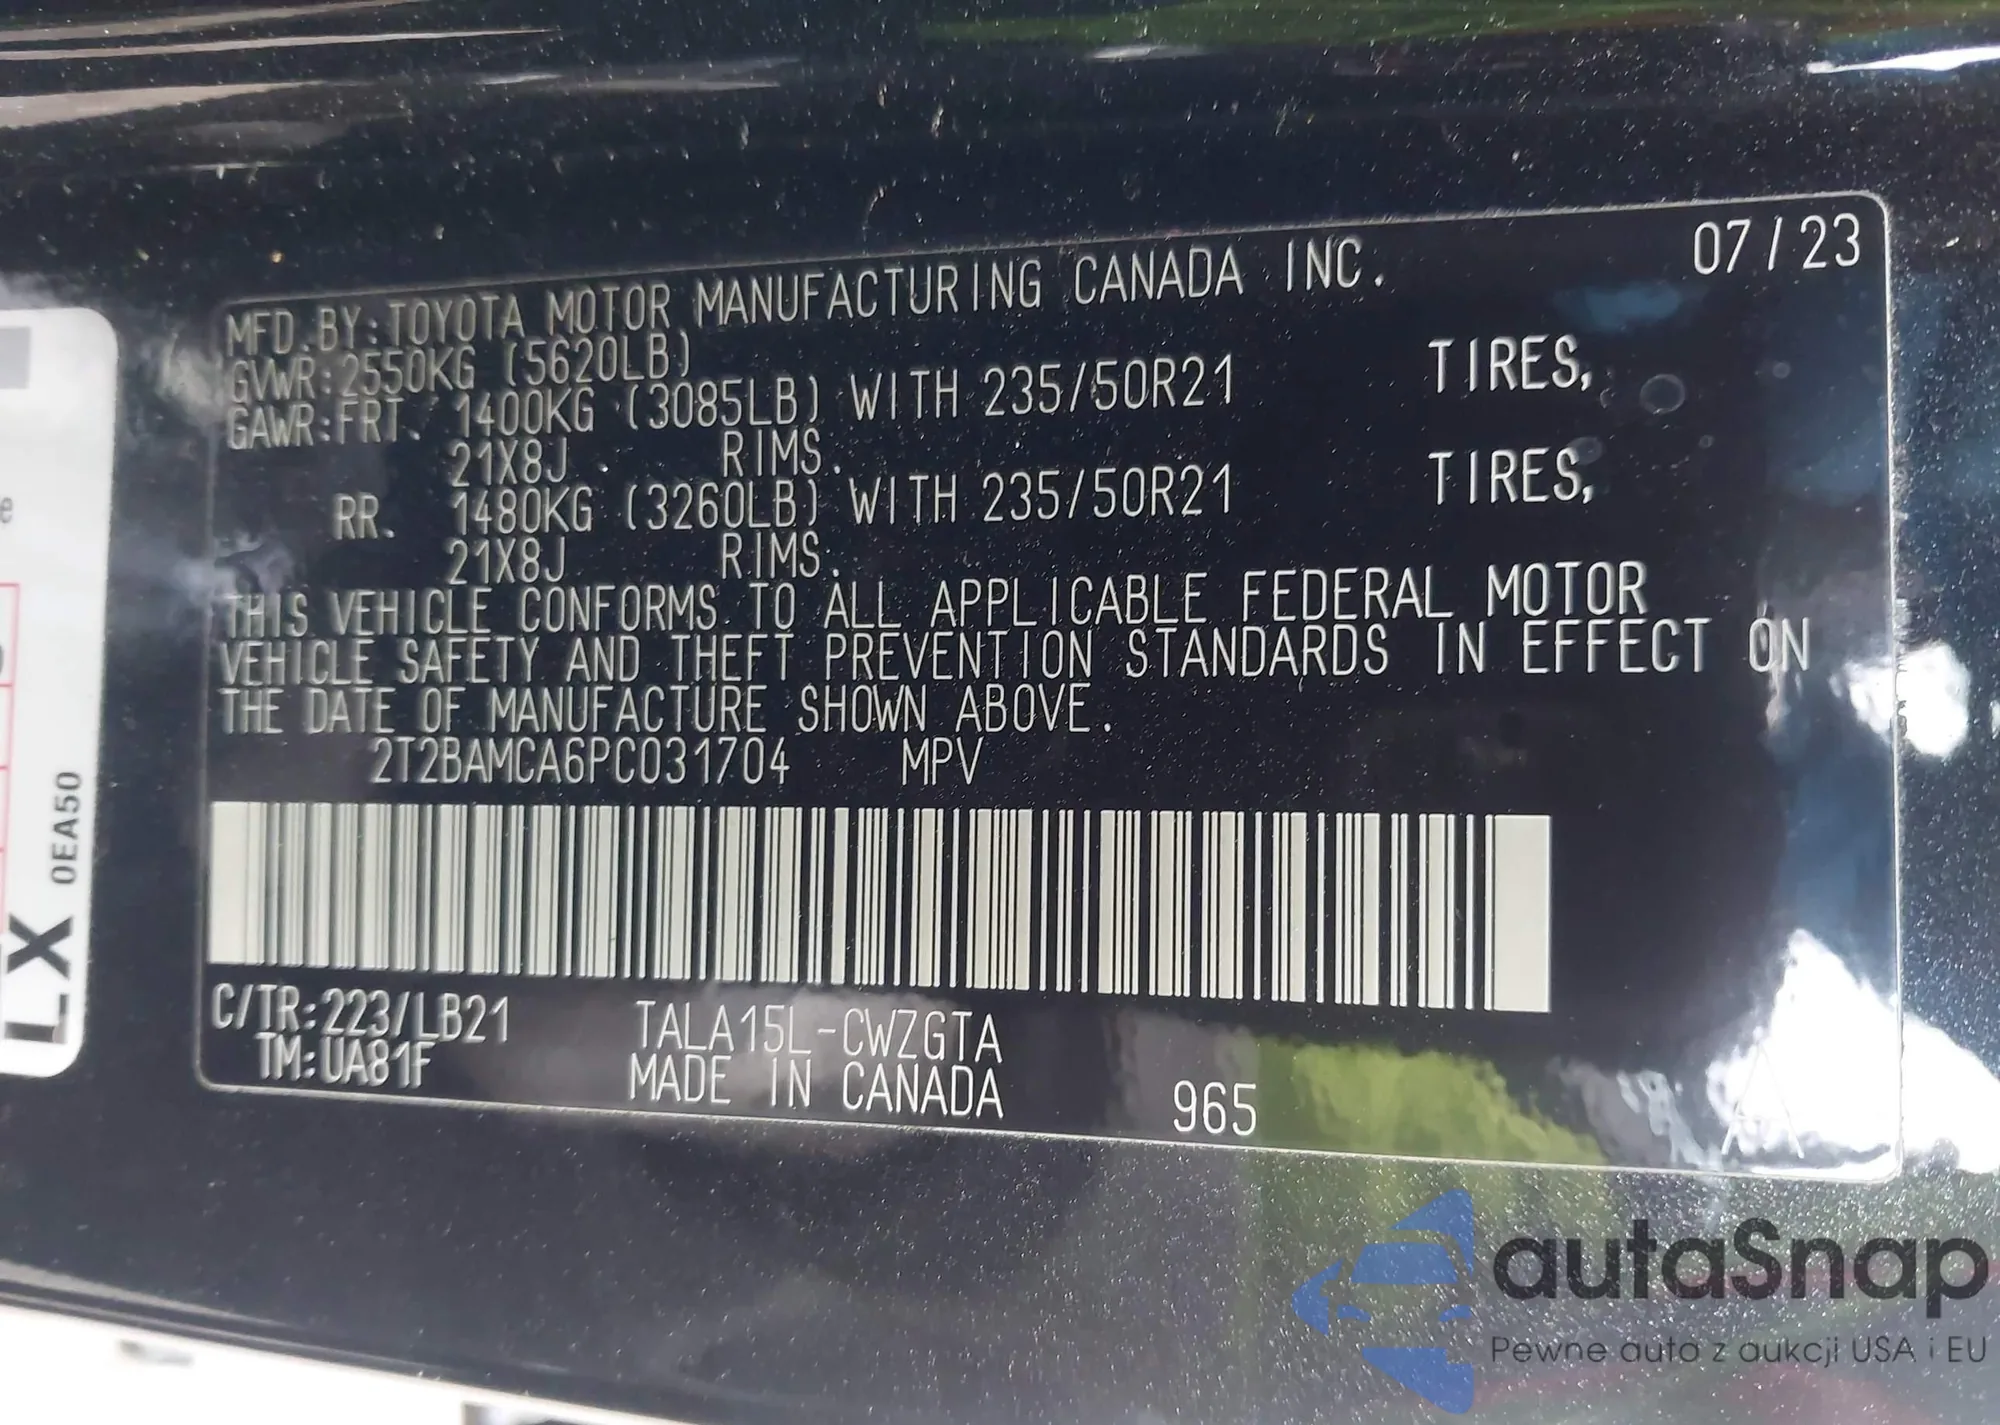 07/23
MFD.BY:TOYOTA MOTOR MANUFACTURING CANADA INC.
GVWR:2550KG (5620LB)
GAWR:FRT. 1400KG (3085LB) WITH 235/50R21 TIRES,
21X8J RIMS.
RR. 1480KG (3260LB) WITH 235/50R21 TIRES,
21X8J RIMS.
THIS VEHICLE CONFORMS TO ALL APPLICABLE FEDERAL MOTOR
VEHICLE SAFETY AND THEFT PREVENTION STANDARDS IN EFFECT ON
THE DATE OF MANUFACTURE SHOWN ABOVE.
2T2BAMCA6PC031704 MPV
C/TR:223/LB21 TALA15L-CWZGTA
TM:UA81F MADE IN CANADA 965
LX 0EA50
autaSnap
Pewne auto z aukcji USA i EU